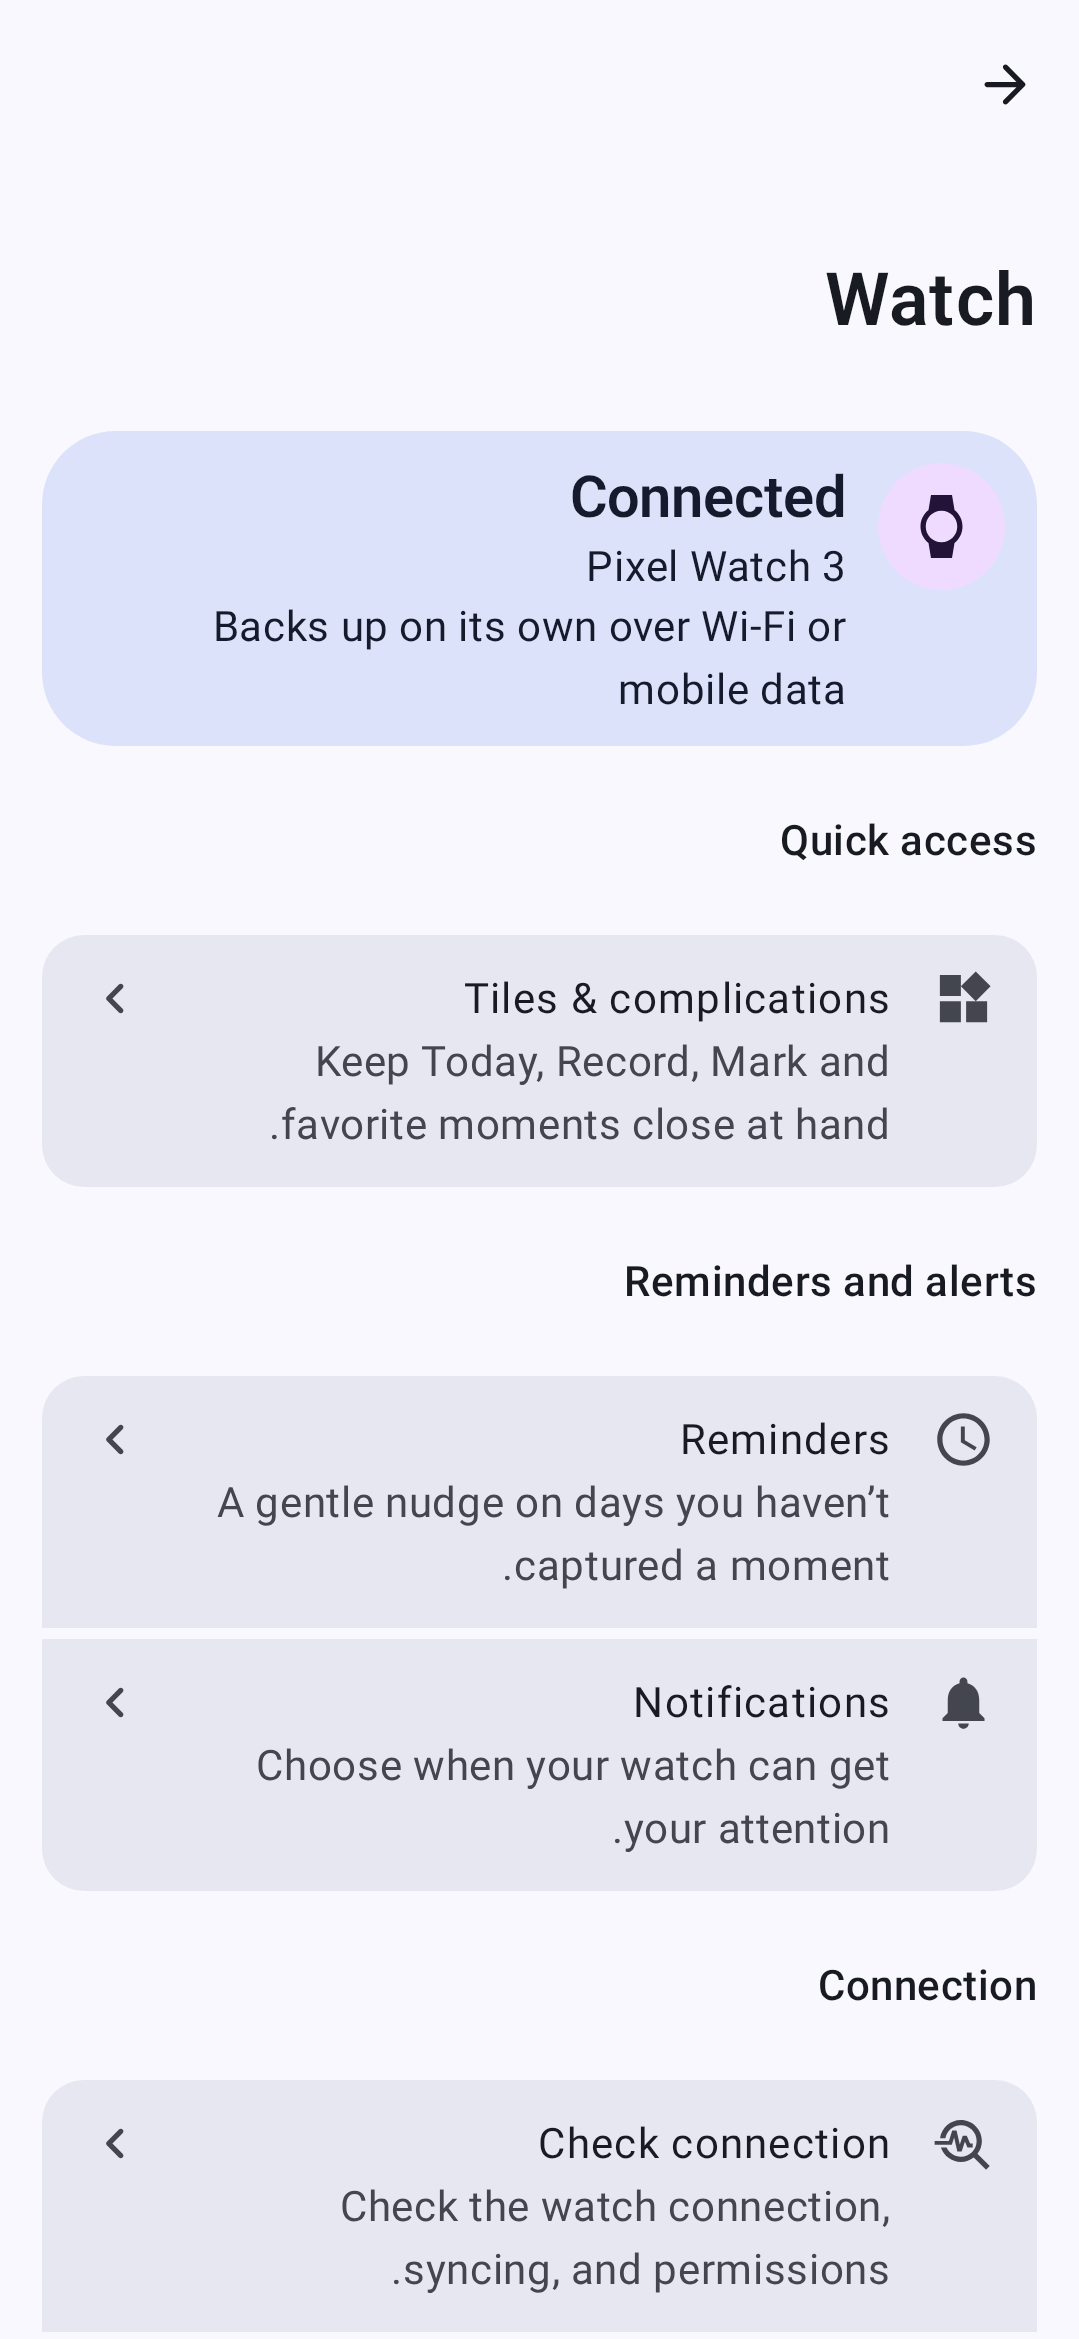 Watch
Connected
Pixel Watch 3
Backs up on its own over Wi-Fi or
mobile data
Quick access
Tiles & complications
Keep Today, Record, Mark and
.favorite moments close at hand
Reminders and alerts
Reminders
A gentle nudge on days you haven’t
.captured a moment
Notifications
Choose when your watch can get
.your attention
Connection
Check connection
Check the watch connection,
.syncing, and permissions